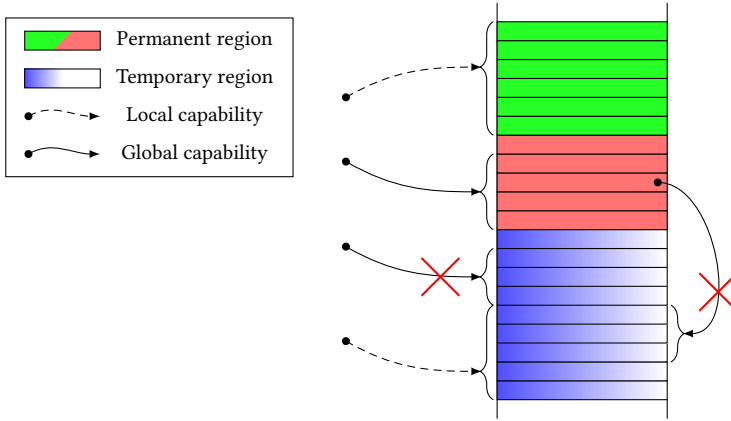 Permanent region
Temporary region
Local capability
Global capability